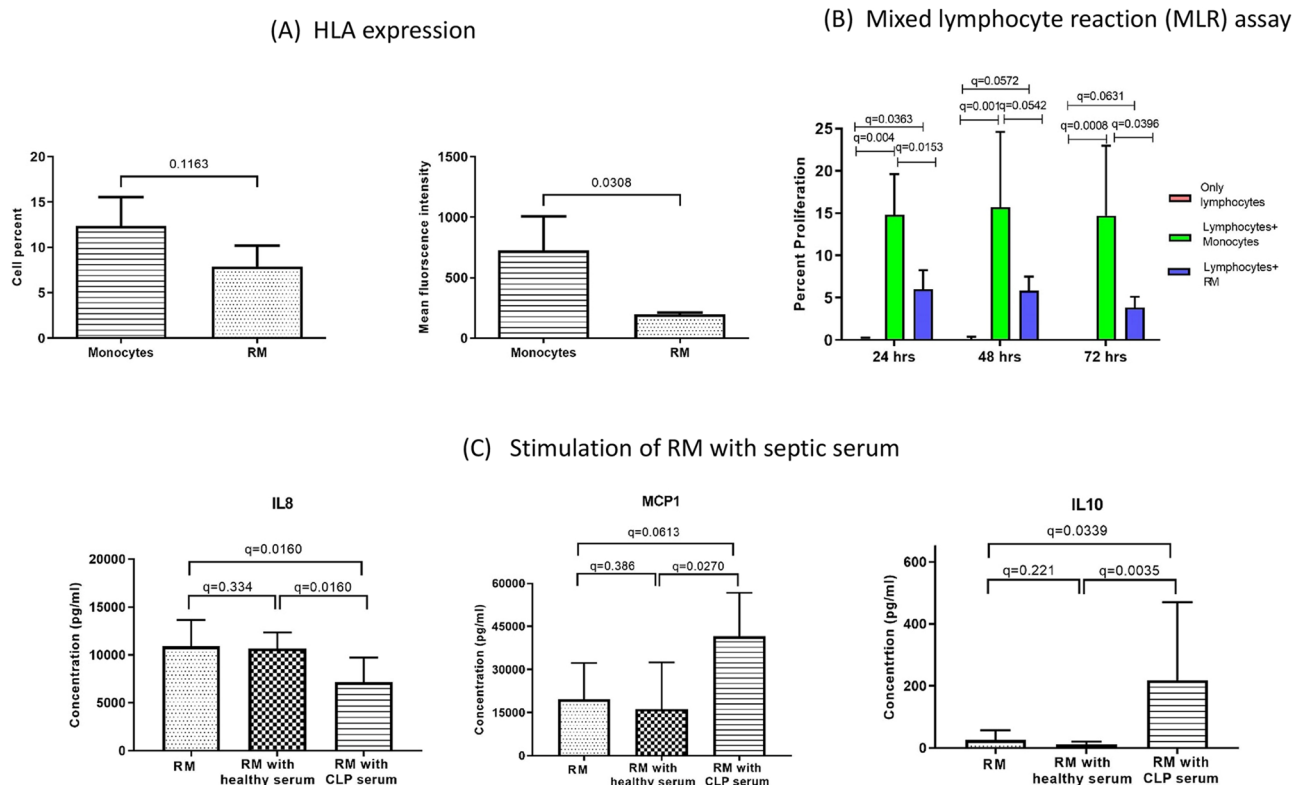 (A) HLA expression
(B) Mixed lymphocyte reaction (MLR) assay
20
15
10
5
0
Cell percent
0.1163
Monocytes
RM
1500
1000
500
0
Mean fluorescence intensity
0.0308
Monocytes
RM
25
20
15
10
5
0
Percent Proliferation
q=0.0363
q=0.004
q=0.0153
q=0.0572
q=0.001
q=0.0542
q=0.0631
q=0.0008
q=0.0396
24 hrs
48 hrs
72 hrs
Only
lymphocytes
Lymphocytes+
Monocytes
Lymphocytes+
RM
(C) Stimulation of RM with septic serum
IL8
q=0.0160
q=0.334
q=0.0160
20000
15000
10000
5000
0
Concentration (pg/ml)
RM
RM with
healthy serum
RM with
CLP serum
MCP1
q=0.0613
q=0.386
q=0.0270
60000
45000
30000
15000
0
Concentration (pg/ml)
RM
RM with
healthy serum
RM with
CLP serum
IL10
q=0.0339
q=0.221
q=0.0035
600
400
200
0
Concentrtion (pg/ml)
RM
RM with
healthy serum
RM with
CLP serum